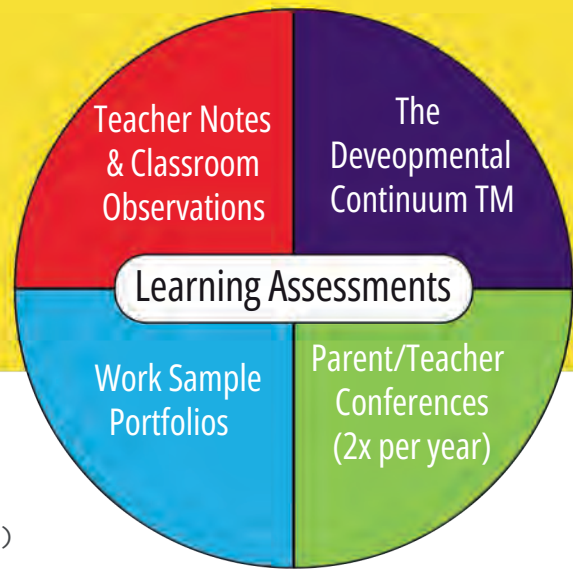 Teacher Notes
& Classroom
Observations
The
Deveopmental
Continuum TM
Learning Assessments
Work Sample
Portfolios
Parent/Teacher
Conferences
(2x per year)
)